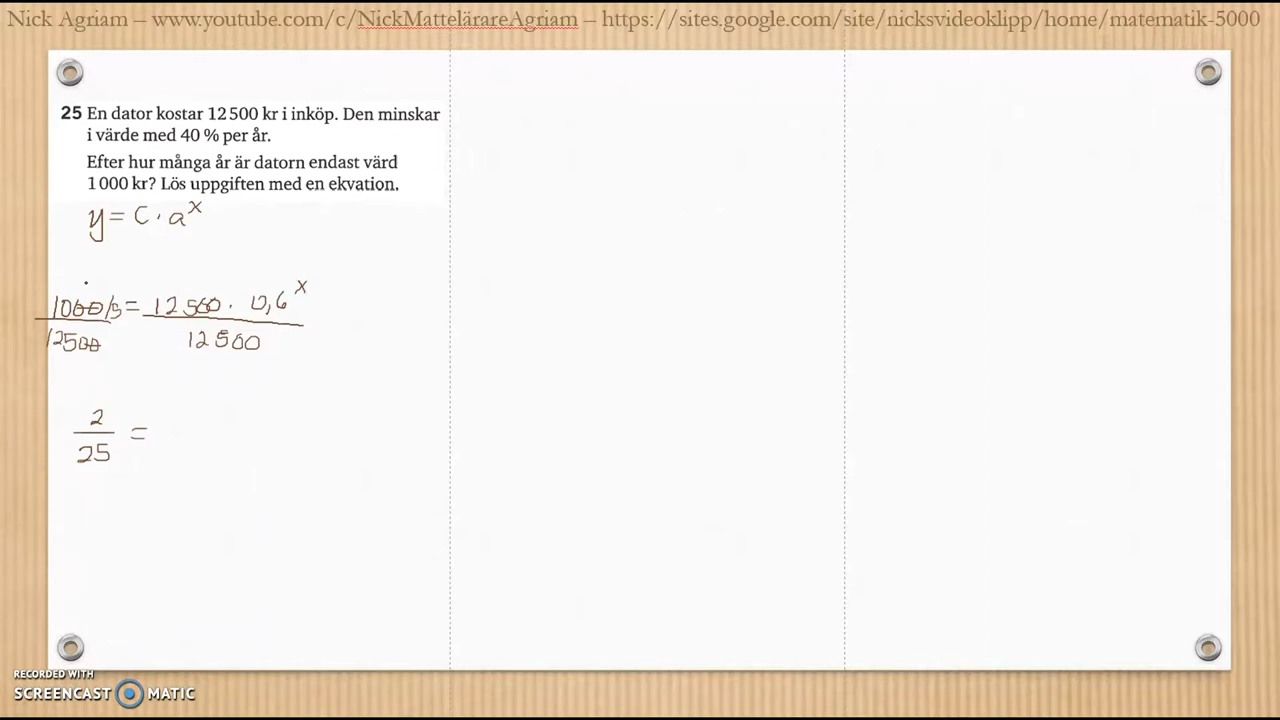 Nick Agriam – www.youtube.com/c/NickMattelärareAgriam – https://sites.google.com/site/nicksvideoklipp/home/matematik-5000
25 En dator kostar 12 500 kr i inköp. Den minskar
i värde med 40 % per år.
Efter hur många år är datorn endast värd
1 000 kr? Lös uppgiften med en ekvation.
y = C · a^x
1000/5 = 12 500 · 0,6^x
12500 12 500
2
25 =
RECORDED WITH
SCREENCAST MATIC